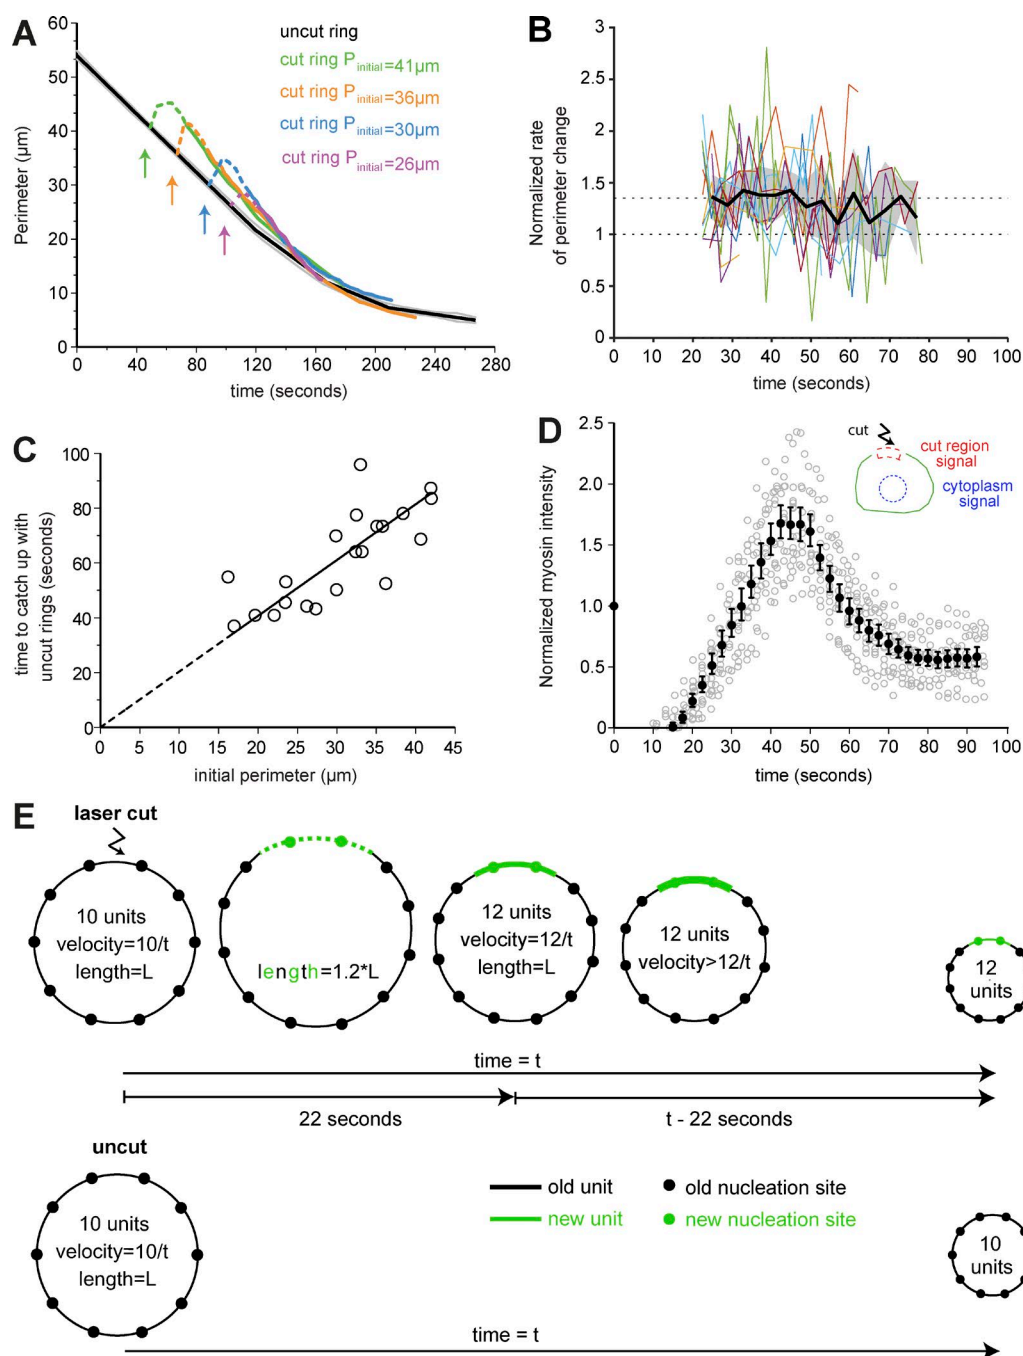 A
60
50
40
30
20
10
0
Perimeter (µm)
0
40
80
120
160
200
240
280
time (seconds)
uncut ring
cut ring P initial =41µm
cut ring P initial =36µm
cut ring P initial =30µm
cut ring P initial =26µm
B
3
2.5
2
1.5
1
0.5
0
Normalized rate
of perimeter change
0
10
20
30
40
50
60
70
80
90
100
time (seconds)
C
100
80
60
40
20
0
time to catch up with
uncut rings (seconds)
0
5
10
15
20
25
30
35
40
45
initial perimeter (µm)
D
2.5
2.0
1.5
1.0
0.5
0
Normalized myosin intensity
0
10
20
30
40
50
60
70
80
90
100
time (seconds)
cut
cut region
signal
cytoplasm
signal
E
laser cut
10 units
velocity=10/t
length=L
length=1.2*L
12 units
velocity=12/t
length=L
12 units
velocity>12/t
12
units
time = t
22 seconds
t - 22 seconds
uncut
10 units
velocity=10/t
length=L
old unit
old nucleation site
new unit
new nucleation site
10
units
time = t